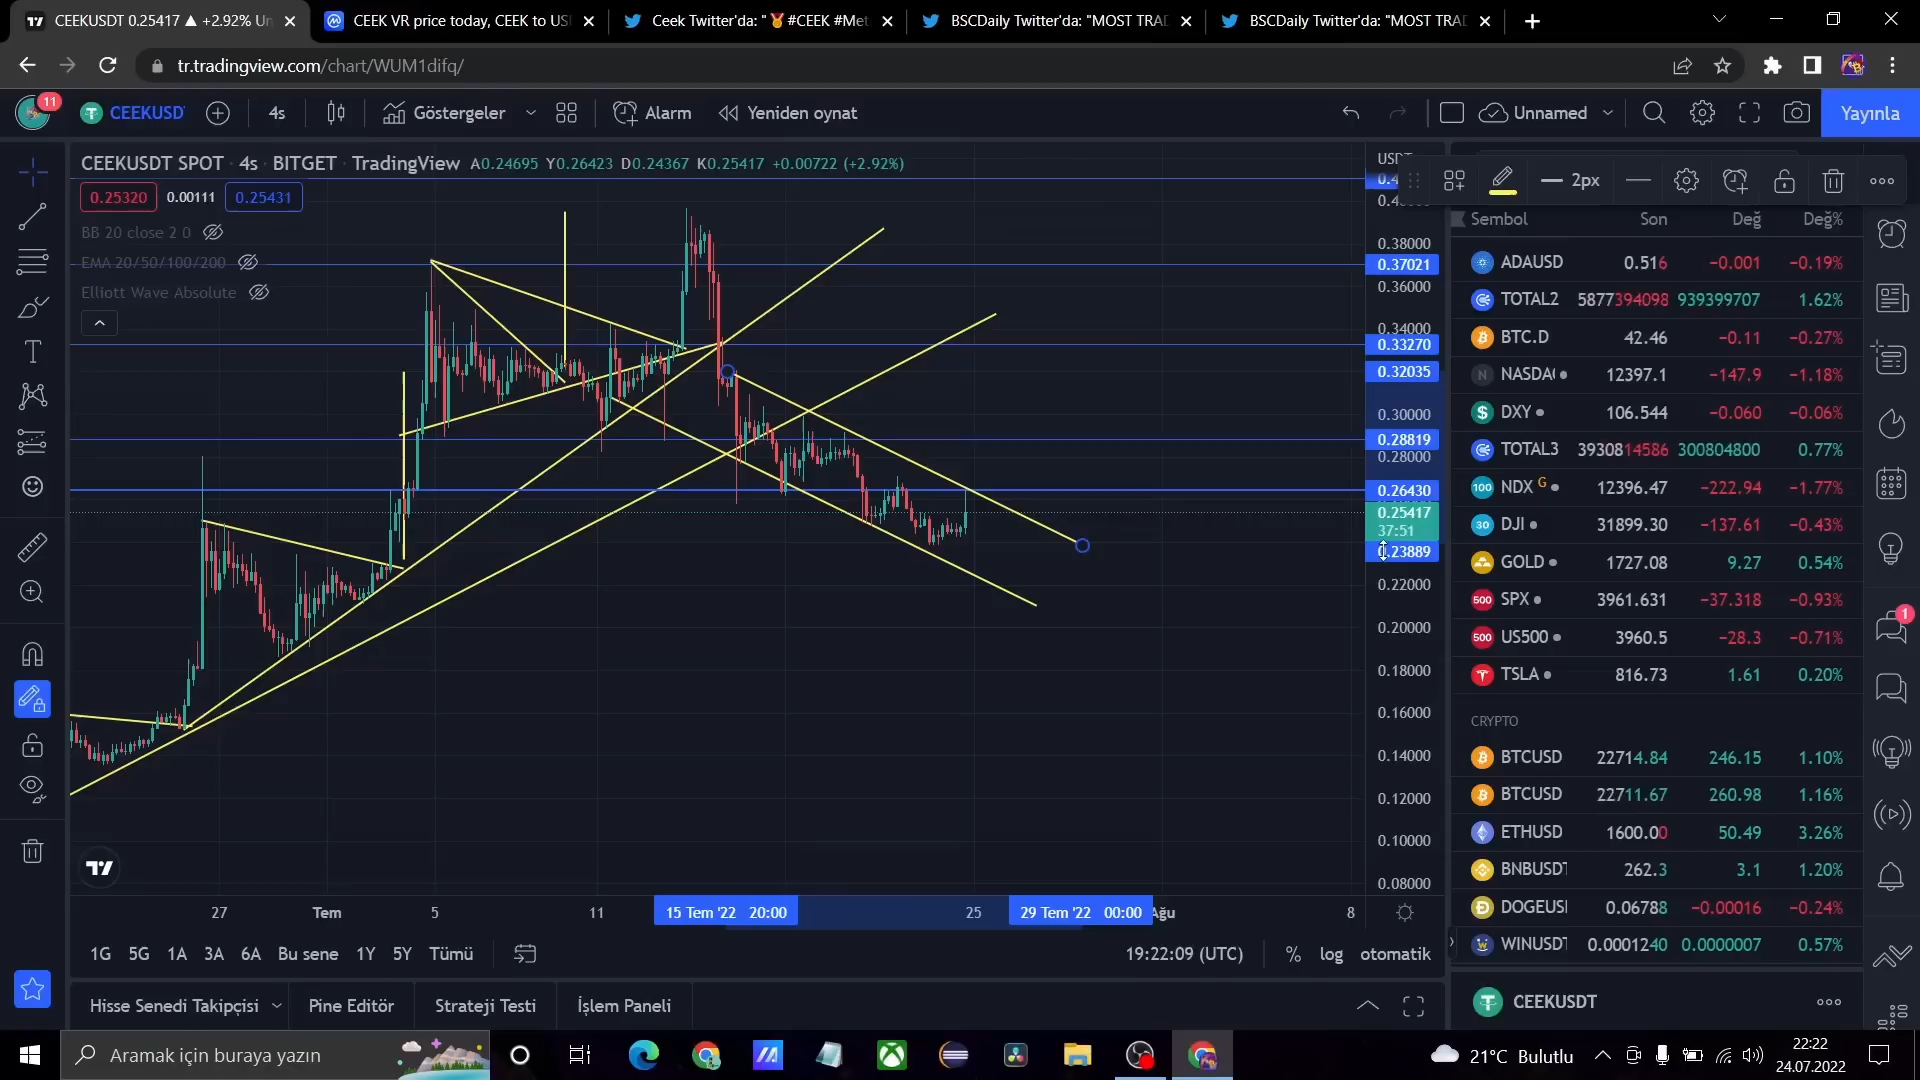 CEEKUSDT 0.25417 ▲ +2.92% Un
CEEK VR price today, CEEK to US
Ceek Twitter'da: "🏅#CEEK #Met
BSCDaily Twitter'da: "MOST TRA
BSCDaily Twitter'da: "MOST TRA
tr.tradingview.com/chart/WUM1difq/
11
CEEKUSD
4s
Göstergeler
Alarm
Yeniden oynat
Unnamed
Yayınla
CEEKUSDT SPOT · 4s · BITGET · TradingView A0.24695 Y0.26423 D0.24367 K0.25417 +0.00722 (+2.92%)
0.25320
0.00111
0.25431
BB 20 close 2 0
EMA 20/50/100/200
Elliott Wave Absolute
2px
0.38000
0.37021
0.36000
0.34000
0.33270
0.32035
0.30000
0.28819
0.28000
0.26430
0.25417
37:51
0.23889
0.22000
0.20000
0.18000
0.16000
0.14000
0.12000
0.10000
0.08000
27
Tem
5
11
15 Tem '22 20:00
25
29 Tem '22 00:00
Ağu
8
1G 5G 1A 3A 6A Bu sene 1Y 5Y Tümü
19:22:09 (UTC)
% log otomatik
Hisse Senedi Takipçisi
Pine Editör
Strateji Testi
İşlem Paneli
Sembol Son Değ Değ%
ADAUSD 0.516 −0.001 −0.19%
TOTAL2 5877394098 939399707 1.62%
BTC.D 42.46 −0.11 −0.27%
NASDA 12397.1 −147.9 −1.18%
DXY 106.544 −0.060 −0.06%
TOTAL3 3930814586 300804800 0.77%
NDX G 12396.47 −222.94 −1.77%
DJI 31899.30 −137.61 −0.43%
GOLD 1727.08 9.27 0.54%
SPX 3961.631 −37.318 −0.93%
US500 3960.5 −28.3 −0.71%
TSLA 816.73 1.61 0.20%
CRYPTO
BTCUSD 22714.84 246.15 1.10%
BTCUSD 22711.67 260.98 1.16%
ETHUSD 1600.00 50.49 3.26%
BNBUSDT 262.3 3.1 1.20%
DOGEUSI 0.06788 −0.00016 −0.24%
WINUSDT 0.0001240 0.0000007 0.57%
CEEKUSDT
1
Aramak için buraya yazın
21°C Bulutlu
22:22
24.07.2022